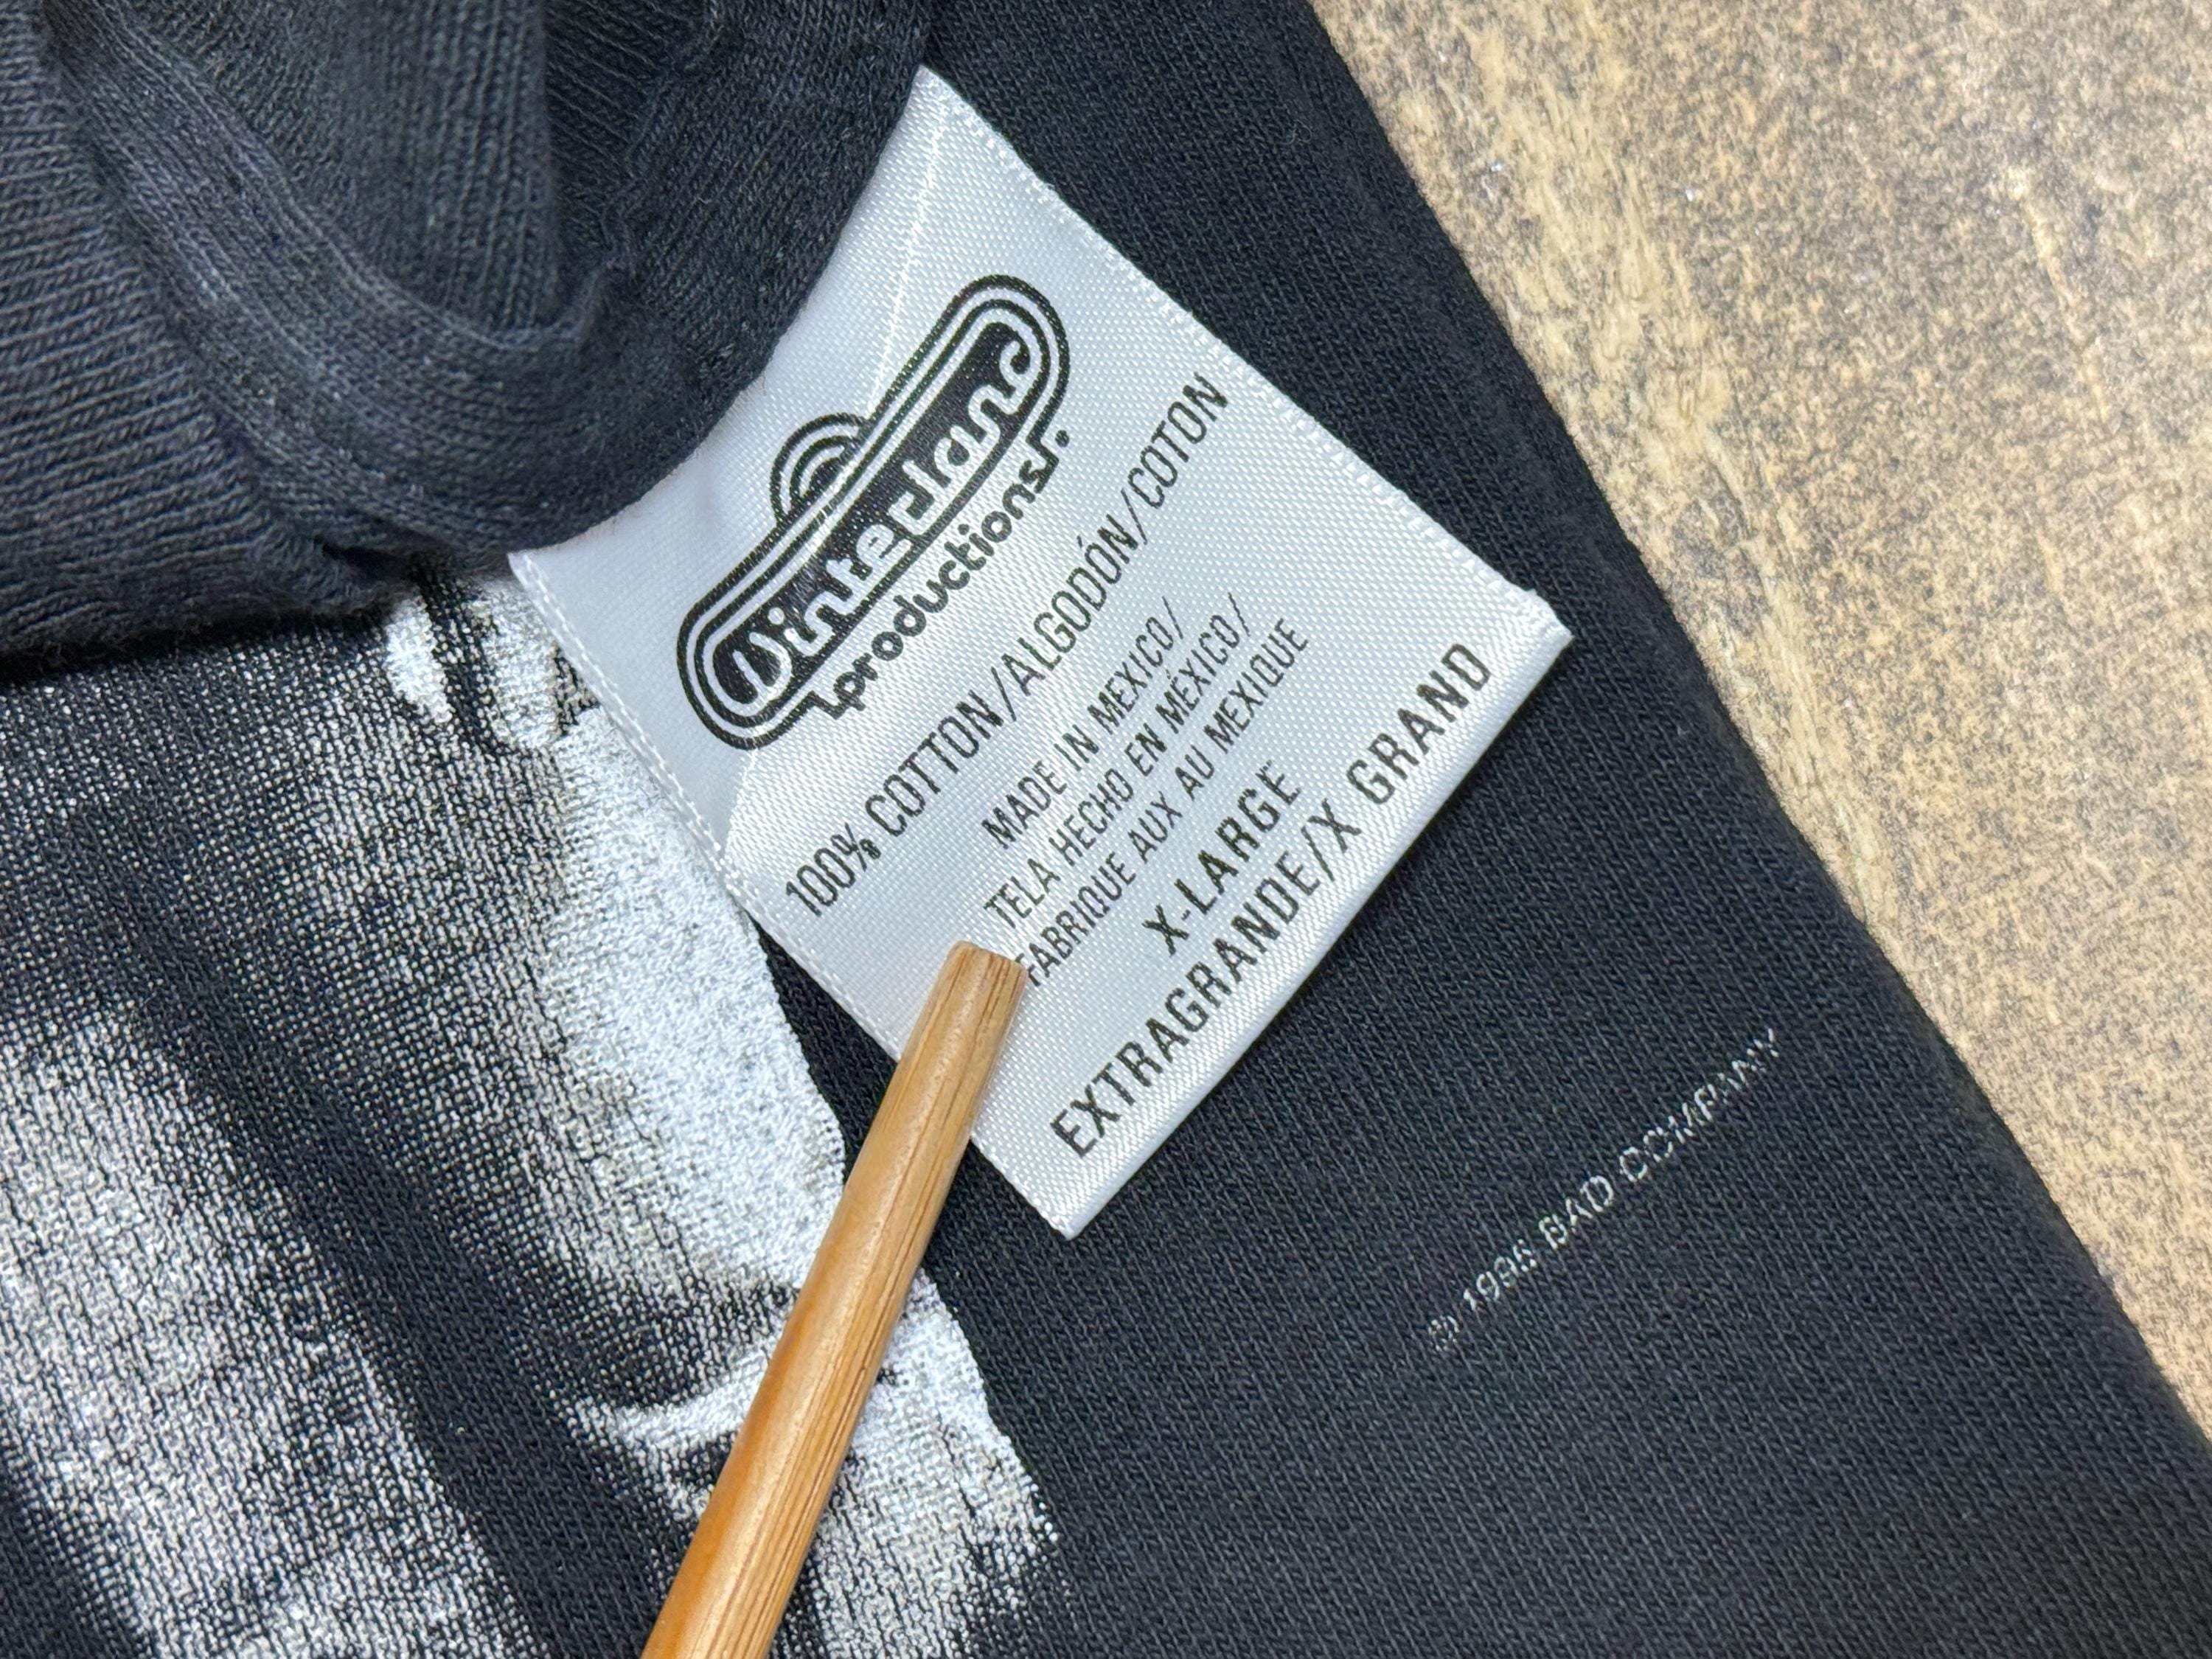 Winterland
productions.
100% COTTON/ALGODÓN/COTON
MADE IN MEXICO/
TELA HECHO EN MÉXICO/
FABRIQUE AUX AU MEXIQUE
X-LARGE
EXTRAGRANDE/X GRAND
© 1996 BAD COMPANY